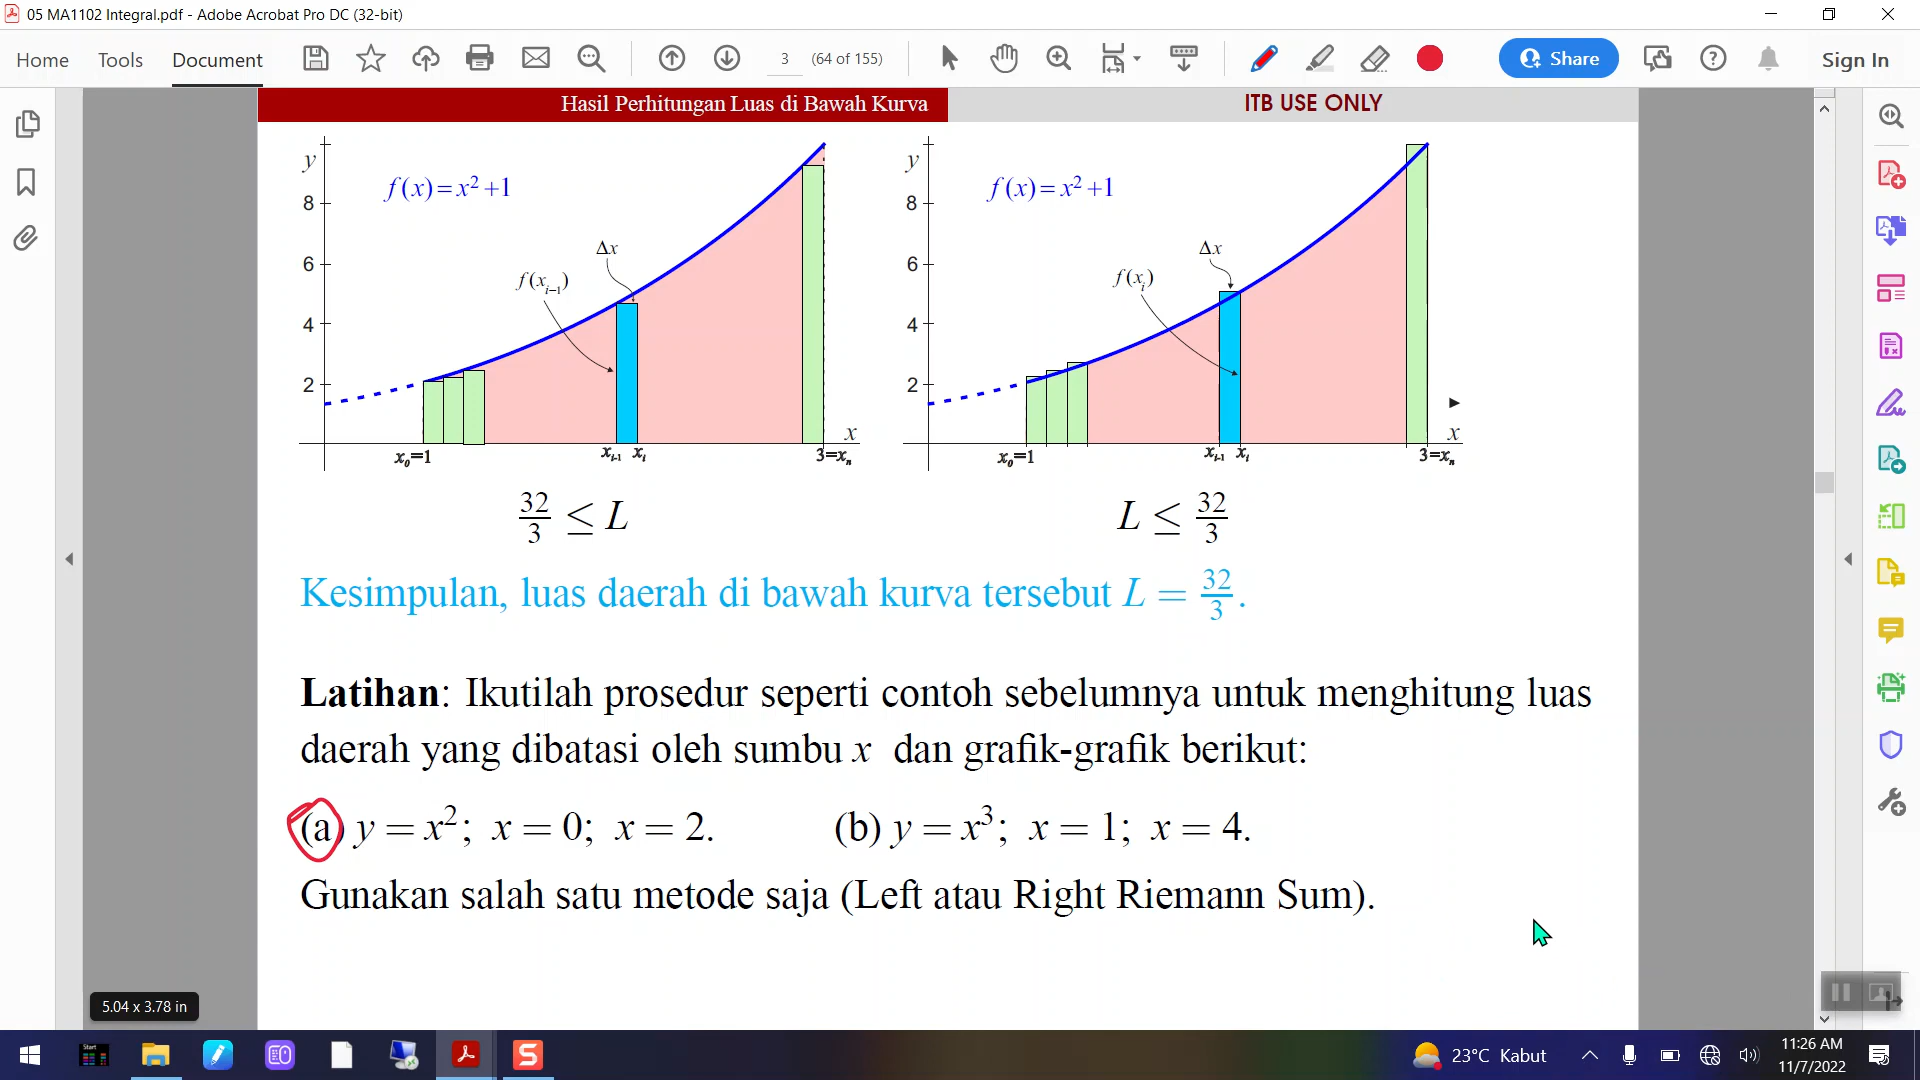 05 MA1102 Integral.pdf - Adobe Acrobat Pro DC (32-bit)
Home Tools Document 3 (64 of 155) Share Sign In
Hasil Perhitungan Luas di Bawah Kurva ITB USE ONLY
y
f(x)=x²+1
8
6
4
2
Δx
f(xᵢ₋₁)
x
x₀=1 xᵢ₋₁ xᵢ 3=xₙ
y
f(x)=x²+1
8
6
4
2
Δx
f(xᵢ)
x
x₀=1 xᵢ₋₁ xᵢ 3=xₙ
32/3 ≤ L L ≤ 32/3
Kesimpulan, luas daerah di bawah kurva tersebut L = 32/3.
Latihan: Ikutilah prosedur seperti contoh sebelumnya untuk menghitung luas
daerah yang dibatasi oleh sumbu x dan grafik-grafik berikut:
(a) y = x²; x = 0; x = 2. (b) y = x³; x = 1; x = 4.
Gunakan salah satu metode saja (Left atau Right Riemann Sum).
5.04 x 3.78 in
Start
23°C Kabut
11:26 AM
11/7/2022